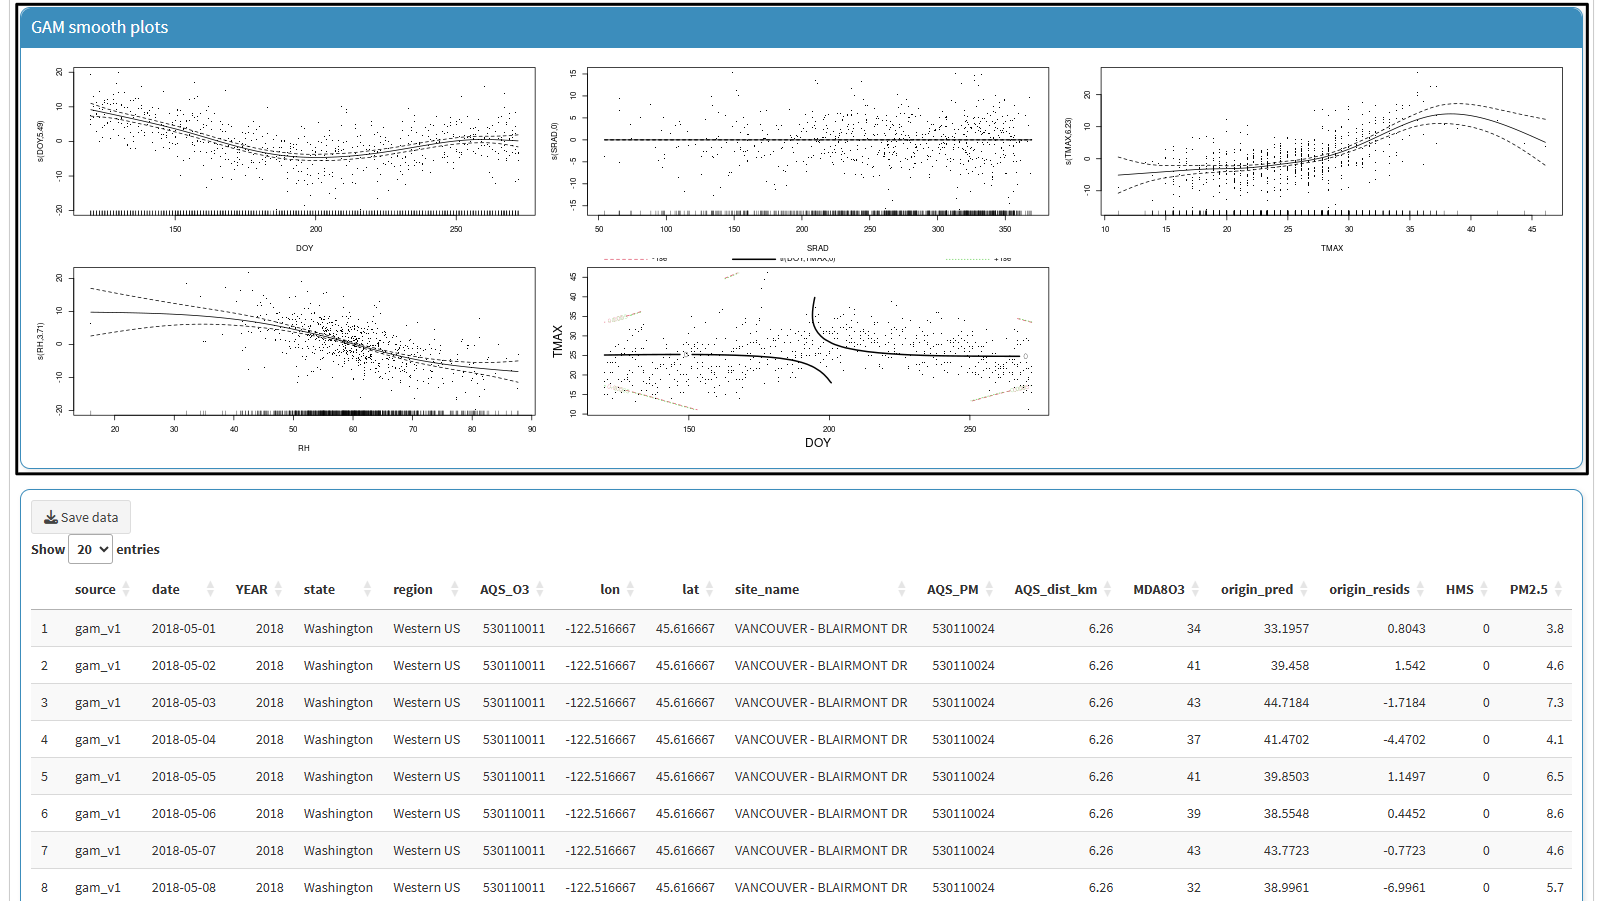 GAM smooth plots
20
10
0
-10
-20
s(DOY,5.49)
150
200
250
DOY
15
10
5
0
-5
-10
-15
s(SRAD,0)
50
100
150
200
250
300
350
SRAD
20
10
0
-10
s(TMAX,6.23)
10
15
20
25
30
35
40
45
TMAX
20
10
0
-10
-20
s(RH,3.71)
20
30
40
50
60
70
80
90
RH
-1se
s(DOY,TMAX,0)
+1se
45
40
35
30
25
20
15
10
TMAX
0
150
200
250
DOY
Save data
Show 20 entries
source date YEAR state region AQS_O3 lon lat site_name AQS_PM AQS_dist_km MDA8O3 origin_pred origin_resids HMS PM2.5
1 gam_v1 2018-05-01 2018 Washington Western US 530110011 -122.516667 45.616667 VANCOUVER - BLAIRMONT DR 530110024 6.26 34 33.1957 0.8043 0 3.8
2 gam_v1 2018-05-02 2018 Washington Western US 530110011 -122.516667 45.616667 VANCOUVER - BLAIRMONT DR 530110024 6.26 41 39.458 1.542 0 4.6
3 gam_v1 2018-05-03 2018 Washington Western US 530110011 -122.516667 45.616667 VANCOUVER - BLAIRMONT DR 530110024 6.26 43 44.7184 -1.7184 0 7.3
4 gam_v1 2018-05-04 2018 Washington Western US 530110011 -122.516667 45.616667 VANCOUVER - BLAIRMONT DR 530110024 6.26 37 41.4702 -4.4702 0 4.1
5 gam_v1 2018-05-05 2018 Washington Western US 530110011 -122.516667 45.616667 VANCOUVER - BLAIRMONT DR 530110024 6.26 41 39.8503 1.1497 0 6.5
6 gam_v1 2018-05-06 2018 Washington Western US 530110011 -122.516667 45.616667 VANCOUVER - BLAIRMONT DR 530110024 6.26 39 38.5548 0.4452 0 8.6
7 gam_v1 2018-05-07 2018 Washington Western US 530110011 -122.516667 45.616667 VANCOUVER - BLAIRMONT DR 530110024 6.26 43 43.7723 -0.7723 0 4.6
8 gam_v1 2018-05-08 2018 Washington Western US 530110011 -122.516667 45.616667 VANCOUVER - BLAIRMONT DR 530110024 6.26 32 38.9961 -6.9961 0 5.7